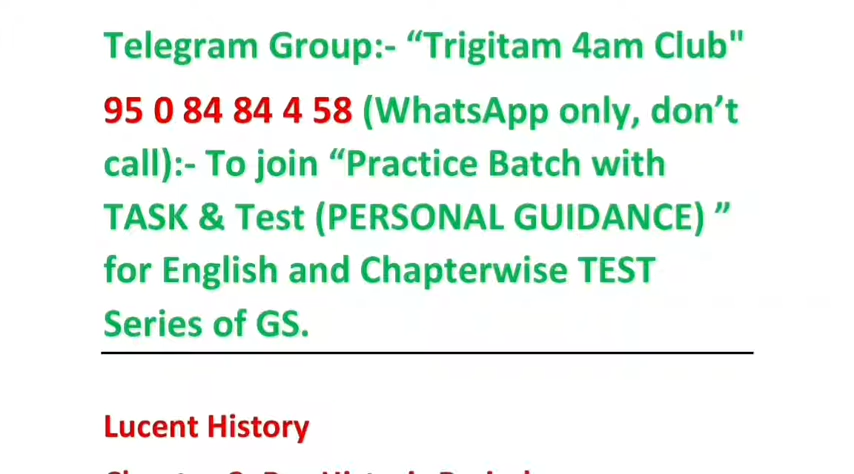 Telegram Group:- “Trigitam 4am Club"
95 0 84 84 4 58 (WhatsApp only, don’t
call):- To join “Practice Batch with
TASK & Test (PERSONAL GUIDANCE) ”
for English and Chapterwise TEST
Series of GS.
Lucent History